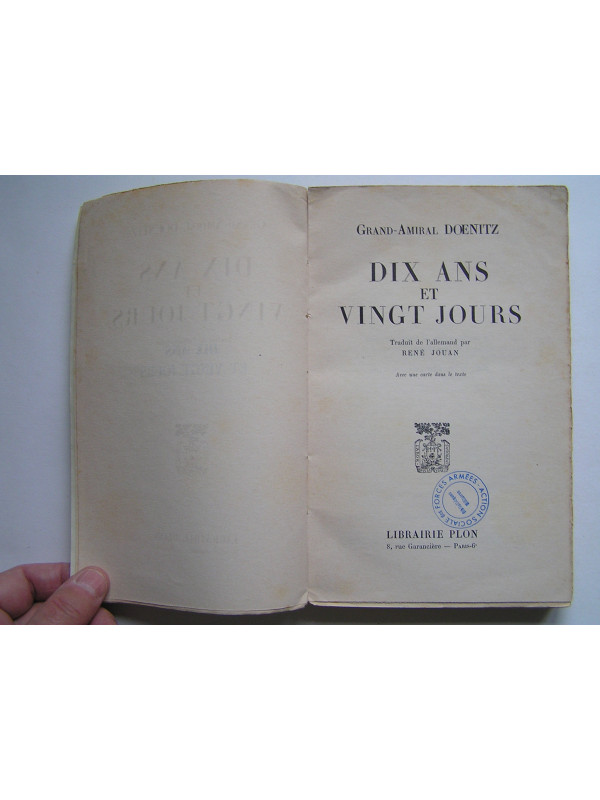 GRAND-AMIRAL DOENITZ
DIX ANS
ET
VINGT JOURS
Traduit de l'allemand par
RENÉ JOUAN
Avec une carte dans le texte
FORCES ARMÉES - ACTION SOCIALE
LIBRAIRIE PLON
8, rue Garancière — Paris-6e